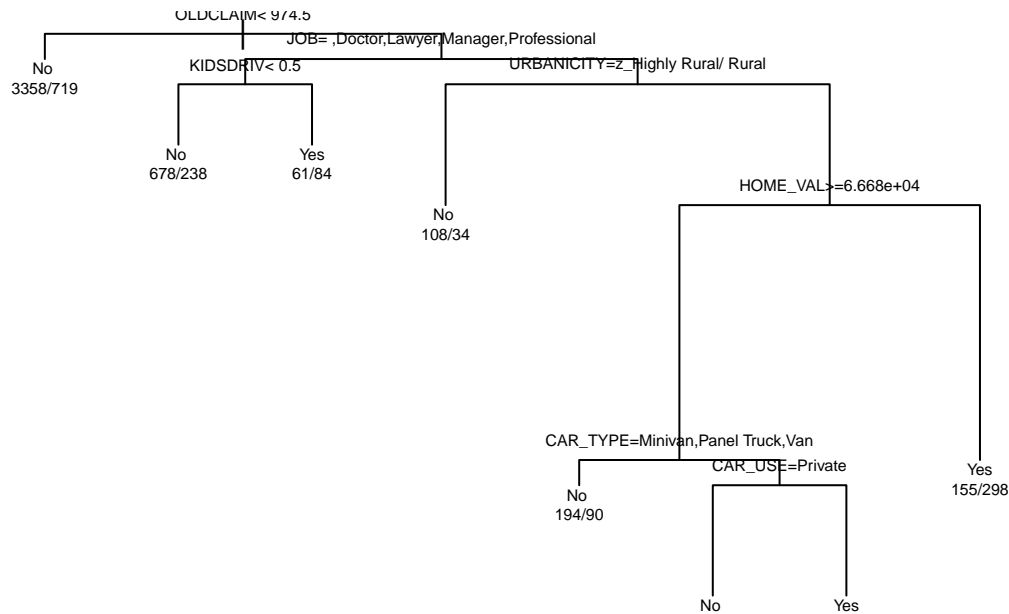 OLDCLAIM< 974.5
JOB= ,Doctor,Lawyer,Manager,Professional
No
3358/719
KIDSDRIV< 0.5
URBANICITY=z_Highly Rural/ Rural
No
678/238
Yes
61/84
No
108/34
HOME_VAL>=6.668e+04
CAR_TYPE=Minivan,Panel Truck,Van
CAR_USE=Private
No
194/90
Yes
155/298
No
Yes